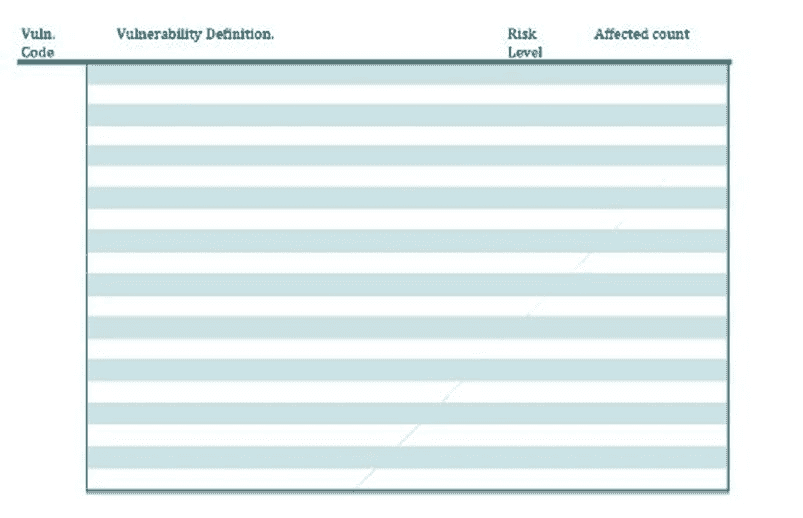 Vuln. Vulnerability Definition. Risk Affected count
Code Level